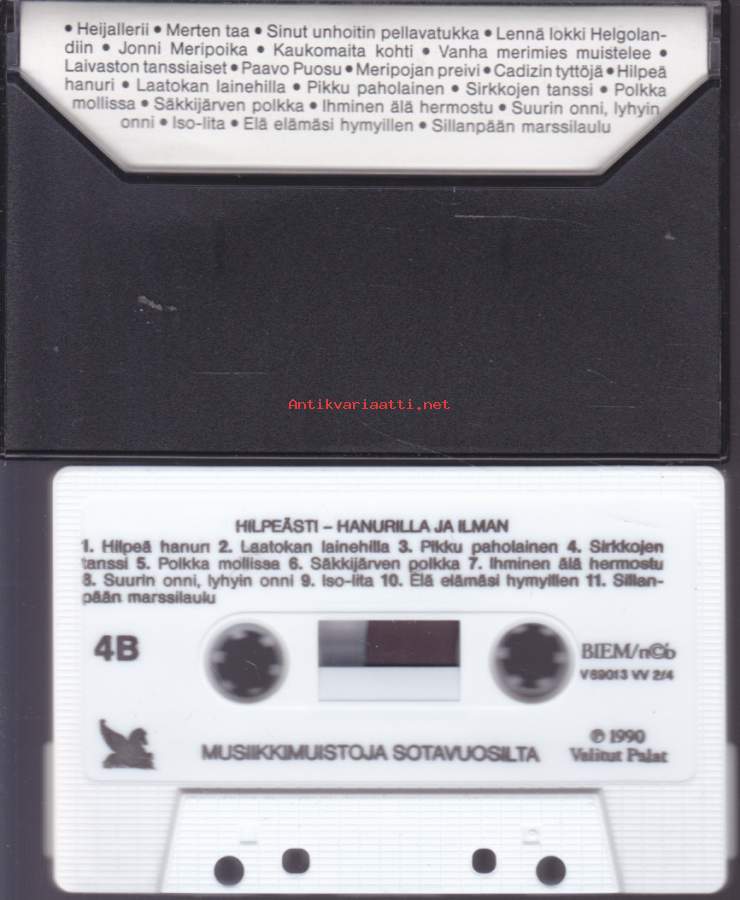 • Heijallerii • Merten taa • Sinut unhoitin pellavatukka • Lennä lokki Helgolan-
diin • Jonni Meripoika • Kaukomaita kohti • Vanha merimies muistelee •
Laivaston tanssiaiset • Paavo Puosu • Meripojan preivi • Cadizin tyttöjä • Hilpeä
hanuri • Laatokan lainehilla • Pikku paholainen • Sirkkojen tanssi • Polkka
mollissa • Säkkijärven polkka • Ihminen älä hermostu • Suurin onni, lyhyin
onni • Iso-Iita • Elä elämäsi hymyillen • Sillanpään marssilaulu
Antikvariaatti.net
HILPEÄSTI – HANURILLA JA ILMAN
1. Hilpeä hanuri 2. Laatokan lainehilla 3. Pikku paholainen 4. Sirkkojen
tanssi 5. Polkka mollissa 6. Säkkijärven polkka 7. Ihminen älä hermostu
8. Suurin onni, lyhyin onni 9. Iso-Iita 10. Elä elämäsi hymyillen 11. Sillan-
pään marssilaulu
4B
BIEM/n©b
V 89013 VV 2/4
℗ 1990
MUSIIKKIMUISTOJA SOTAVUOSILTA
Valitut Palat